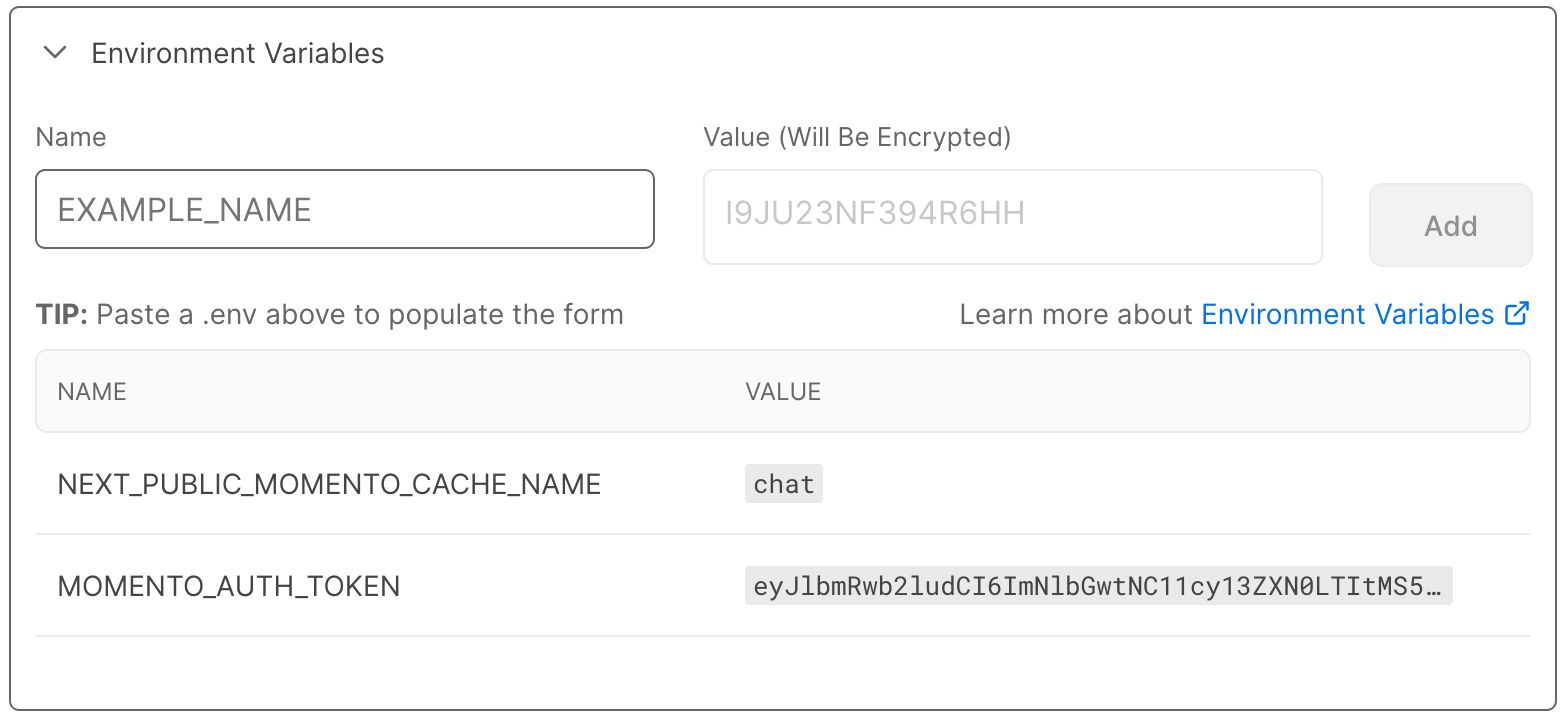 Environment Variables
Name
Value (Will Be Encrypted)
EXAMPLE_NAME
I9JU23NF394R6HH
Add
TIP: Paste a .env above to populate the form
Learn more about Environment Variables
NAME
VALUE
NEXT_PUBLIC_MOMENTO_CACHE_NAME
chat
MOMENTO_AUTH_TOKEN
eyJlbmRwb2ludCI6ImNlbGwtNC11cy13ZXN0LTItMS5…